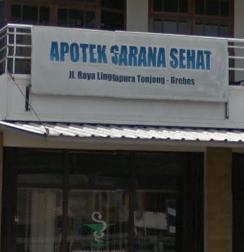 APOTEK SARANA SEHAT
Jl. Raya Linggapura Tonjong - Brebes